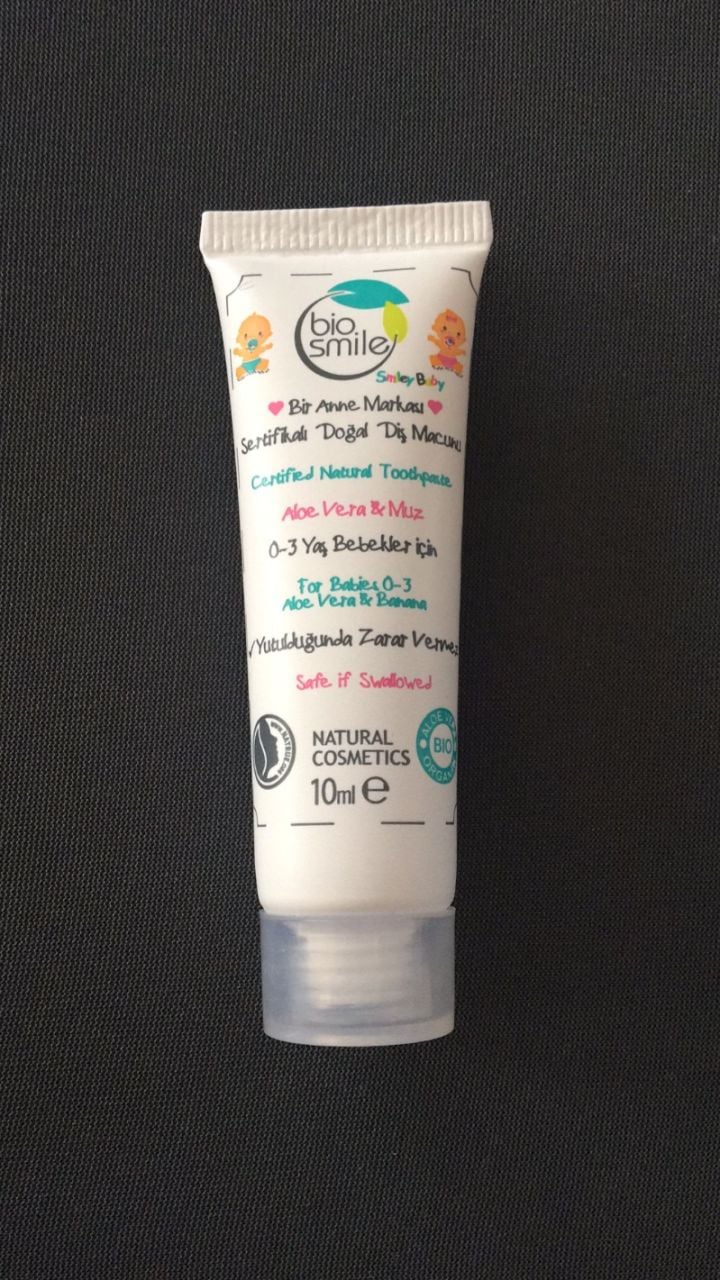 bio
smile
Smiley Baby
Bir Anne Markası
Sertifikalı Doğal Diş Macunu
Certified Natural Toothpaste
Aloe Vera & Muz
0-3 Yaş Bebekler için
For Babies 0-3
Aloe Vera & Banana
✓Yutulduğunda Zarar Vermez
Safe if Swallowed
NATURAL
COSMETICS
10ml e
ALOE
BIO